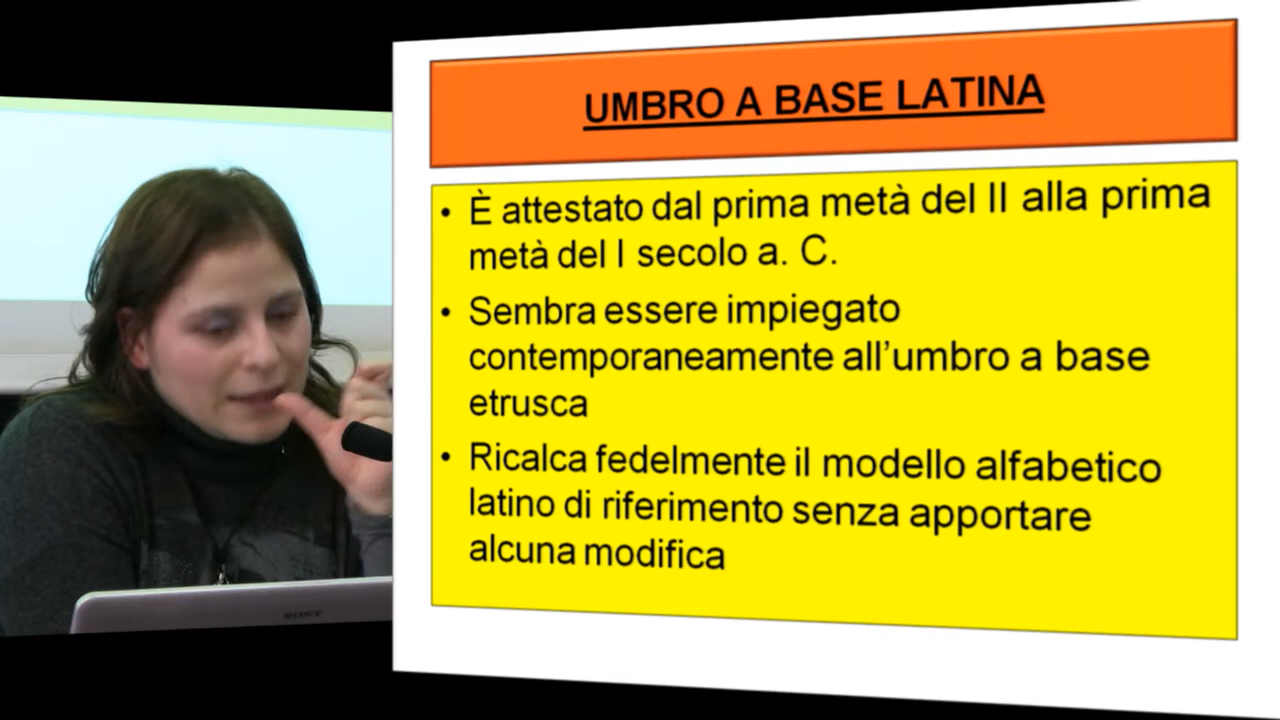 UMBRO A BASE LATINA
• È attestato dal prima metà del II alla prima
metà del I secolo a. C.
• Sembra essere impiegato
contemporaneamente all’umbro a base
etrusca
• Ricalca fedelmente il modello alfabetico
latino di riferimento senza apportare
alcuna modifica
SONY